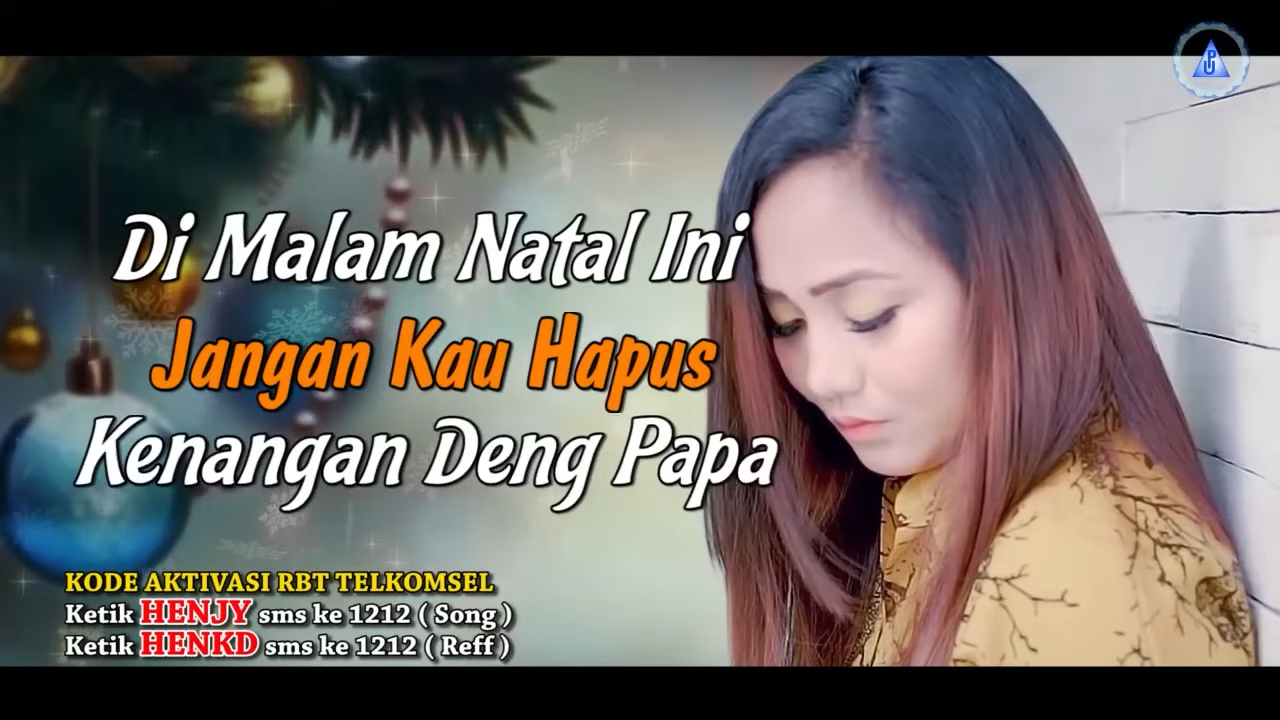 PU
Di Malam Natal Ini
Jangan Kau Hapus
Kenangan Deng Papa
KODE AKTIVASI RBT TELKOMSEL
Ketik HENJY sms ke 1212 ( Song )
Ketik HENKD sms ke 1212 ( Reff )